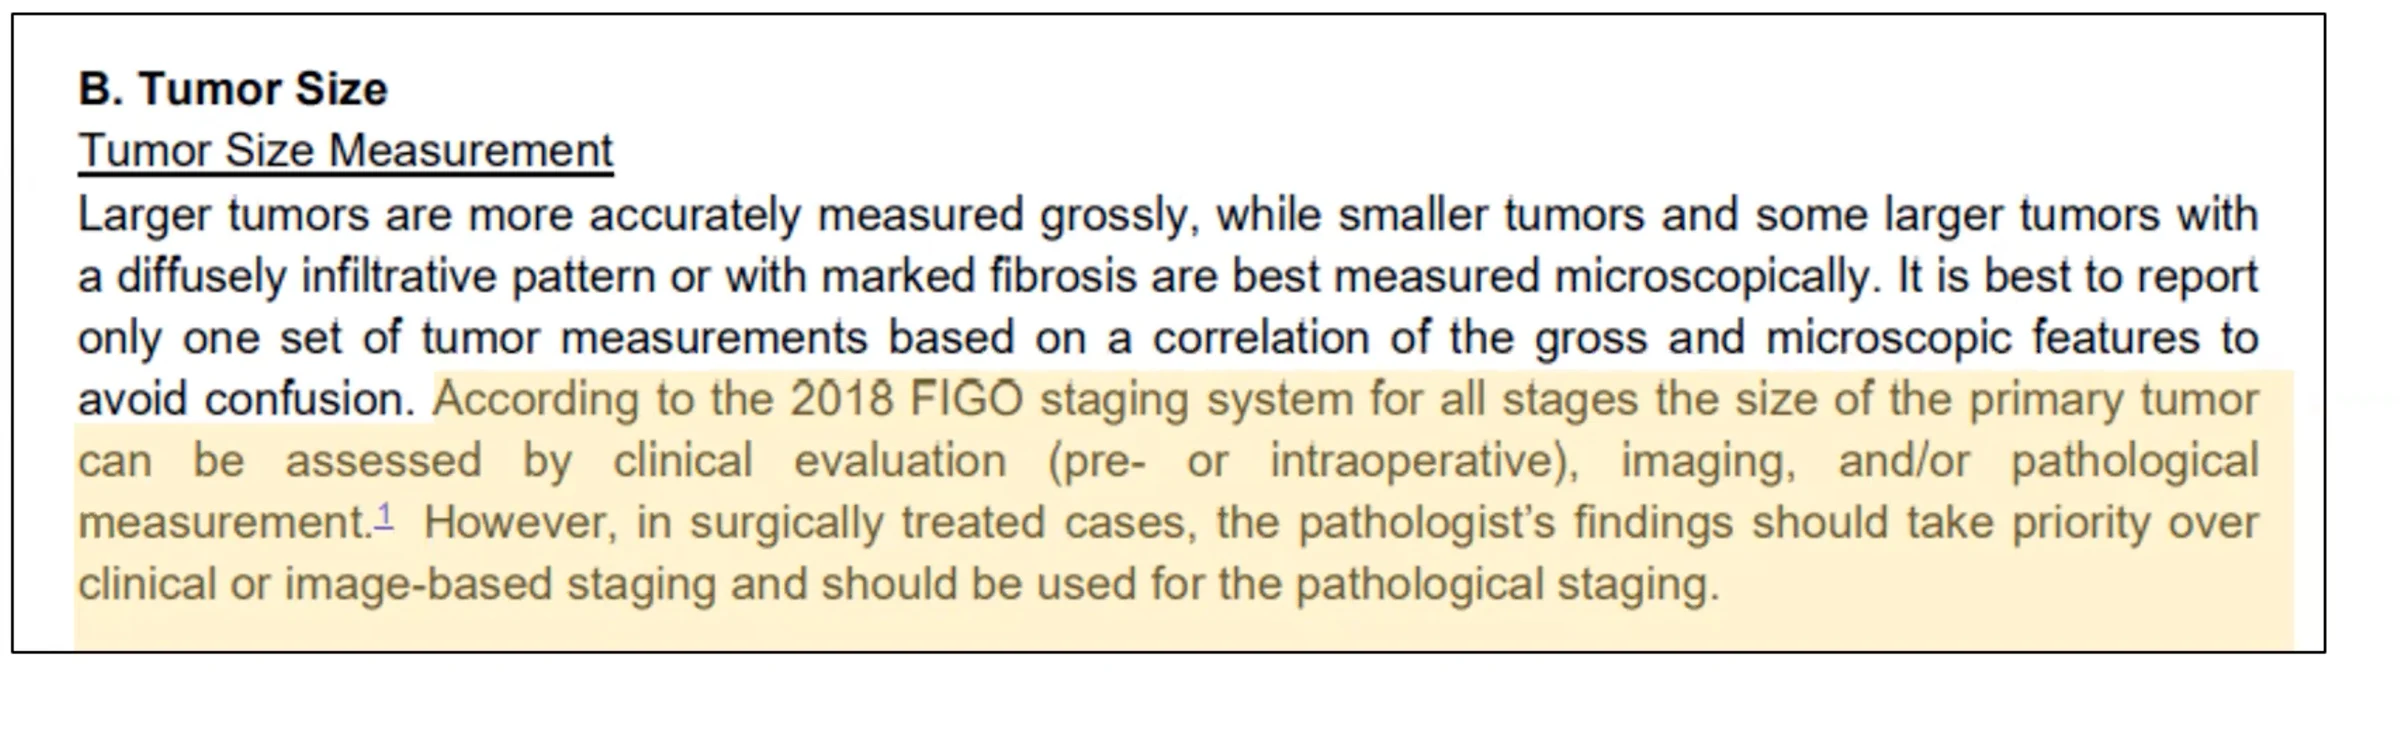 B. Tumor Size
Tumor Size Measurement
Larger tumors are more accurately measured grossly, while smaller tumors and some larger tumors with
a diffusely infiltrative pattern or with marked fibrosis are best measured microscopically. It is best to report
only one set of tumor measurements based on a correlation of the gross and microscopic features to
avoid confusion. According to the 2018 FIGO staging system for all stages the size of the primary tumor
can be assessed by clinical evaluation (pre- or intraoperative), imaging, and/or pathological
measurement.1 However, in surgically treated cases, the pathologist’s findings should take priority over
clinical or image-based staging and should be used for the pathological staging.